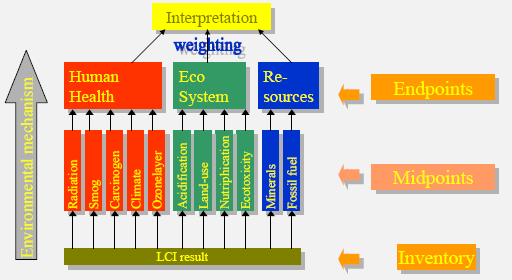 Interpretation
weighting
Human
Health
Eco
System
Re-
sources
Endpoints
Environmental mechanism
Radiation
Smog
Carcinogen
Climate
Ozonelayer
Acidification
Land-use
Nutriphication
Ecotoxicity
Minerals
Fossil fuel
Midpoints
LCI result
Inventory